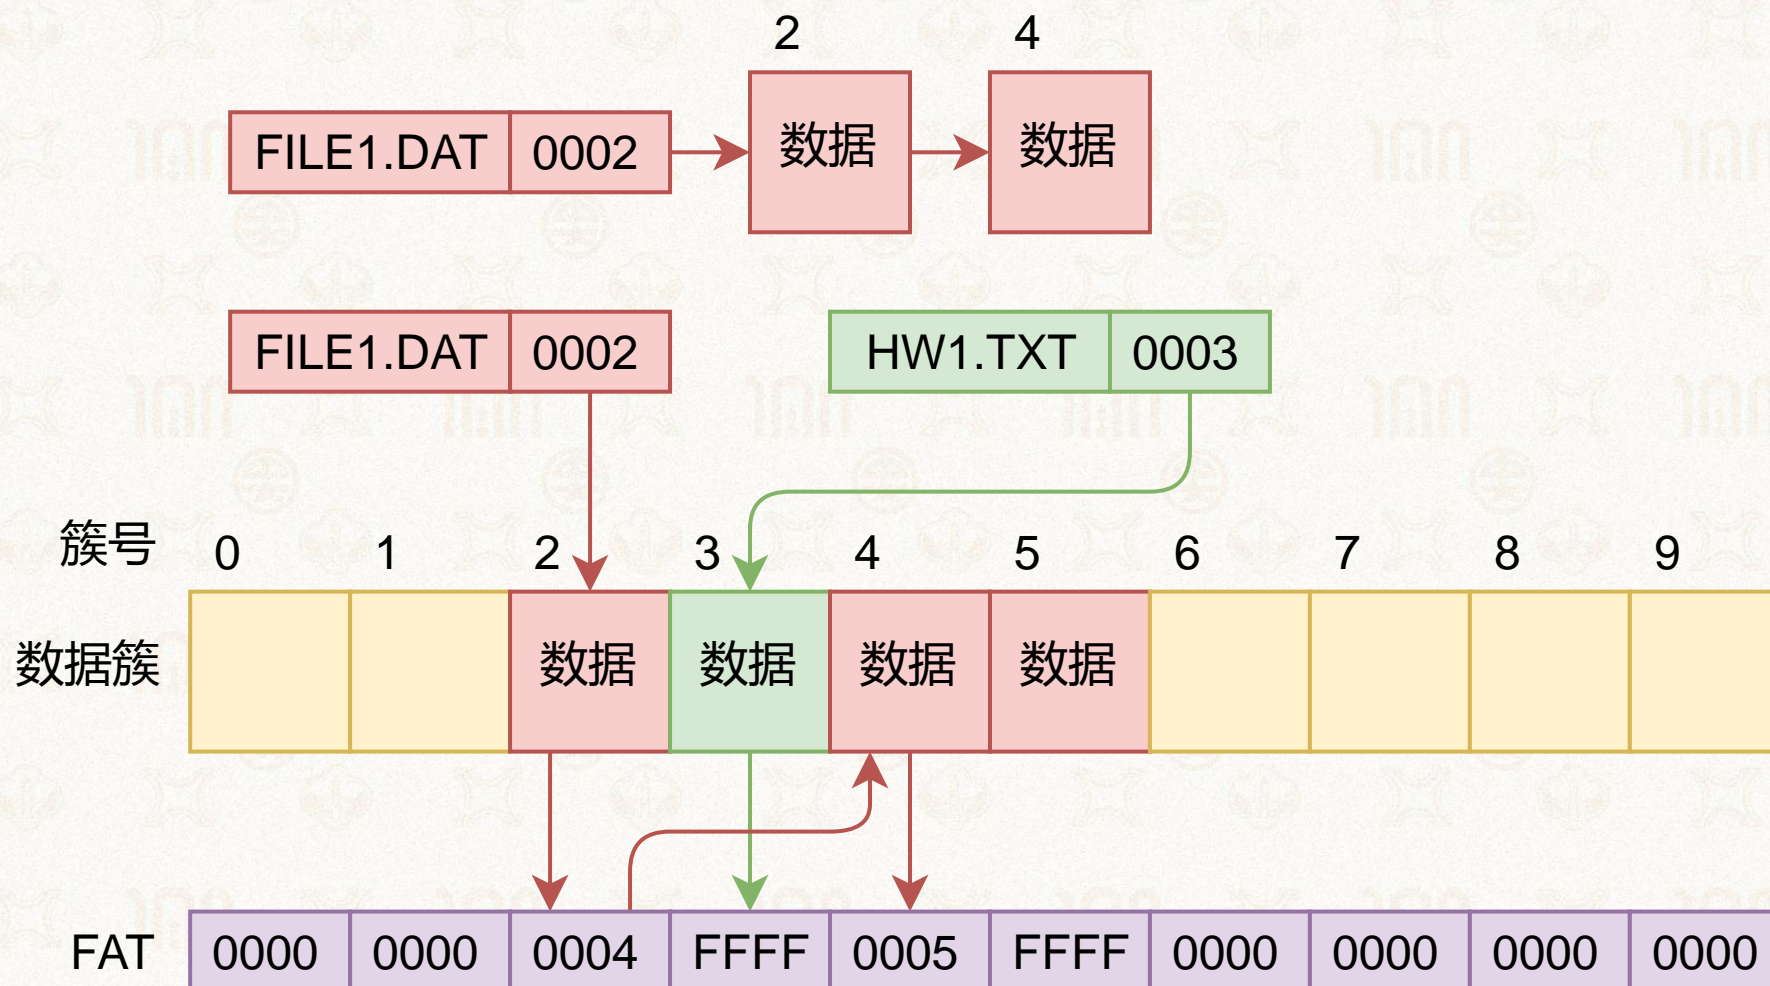 2 4
FILE1.DAT 0002 数据 数据
FILE1.DAT 0002 HW1.TXT 0003
簇号 0 1 2 3 4 5 6 7 8 9
数据簇 数据 数据 数据 数据
FAT 0000 0000 0004 FFFF 0005 FFFF 0000 0000 0000 0000